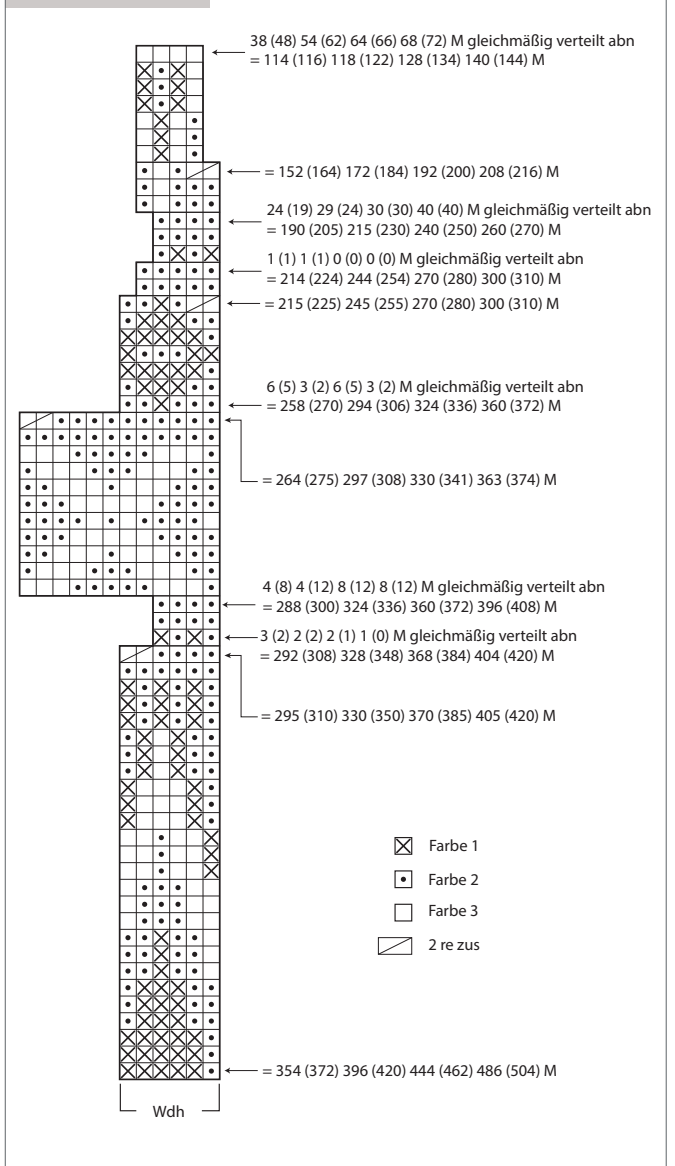 38 (48) 54 (62) 64 (66) 68 (72) M gleichmäßig verteilt abn
= 114 (116) 118 (122) 128 (134) 140 (144) M
= 152 (164) 172 (184) 192 (200) 208 (216) M
24 (19) 29 (24) 30 (30) 40 (40) M gleichmäßig verteilt abn
= 190 (205) 215 (230) 240 (250) 260 (270) M
1 (1) 1 (1) 0 (0) 0 (0) M gleichmäßig verteilt abn
= 214 (224) 244 (254) 270 (280) 300 (310) M
= 215 (225) 245 (255) 270 (280) 300 (310) M
6 (5) 3 (2) 6 (5) 3 (2) M gleichmäßig verteilt abn
= 258 (270) 294 (306) 324 (336) 360 (372) M
= 264 (275) 297 (308) 330 (341) 363 (374) M
4 (8) 4 (12) 8 (12) 8 (12) M gleichmäßig verteilt abn
= 288 (300) 324 (336) 360 (372) 396 (408) M
3 (2) 2 (2) 2 (1) 1 (0) M gleichmäßig verteilt abn
= 292 (308) 328 (348) 368 (384) 404 (420) M
= 295 (310) 330 (350) 370 (385) 405 (420) M
Farbe 1
Farbe 2
Farbe 3
2 re zus
= 354 (372) 396 (420) 444 (462) 486 (504) M
Wdh